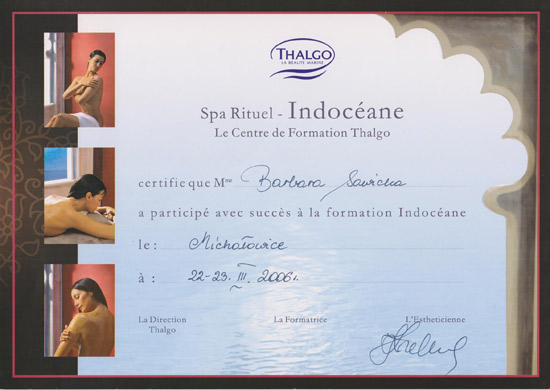 THALGO
LA BEAUTÉ MARINE
Spa Rituel - Indocéane
Le Centre de Formation Thalgo
certifie que Mme Barbara Sawicka
a participé avec succès à la formation Indocéane
le : Michałowice
à : 22-23. III. 2006r.
La Direction
Thalgo
La Formatrice
L'Estheticienne